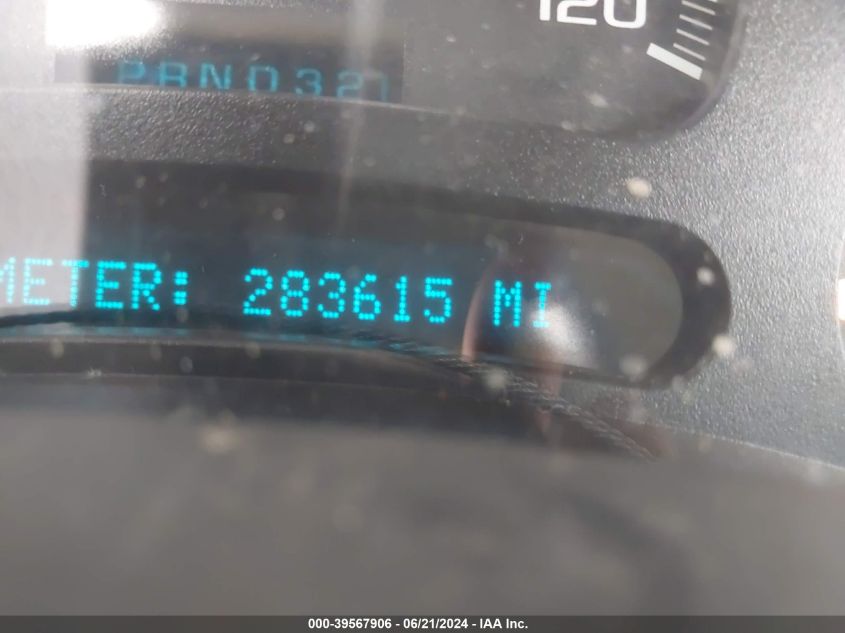 120
PRND321
METER: 283615 MI
000-39567906 - 06/21/2024 - IAA Inc.